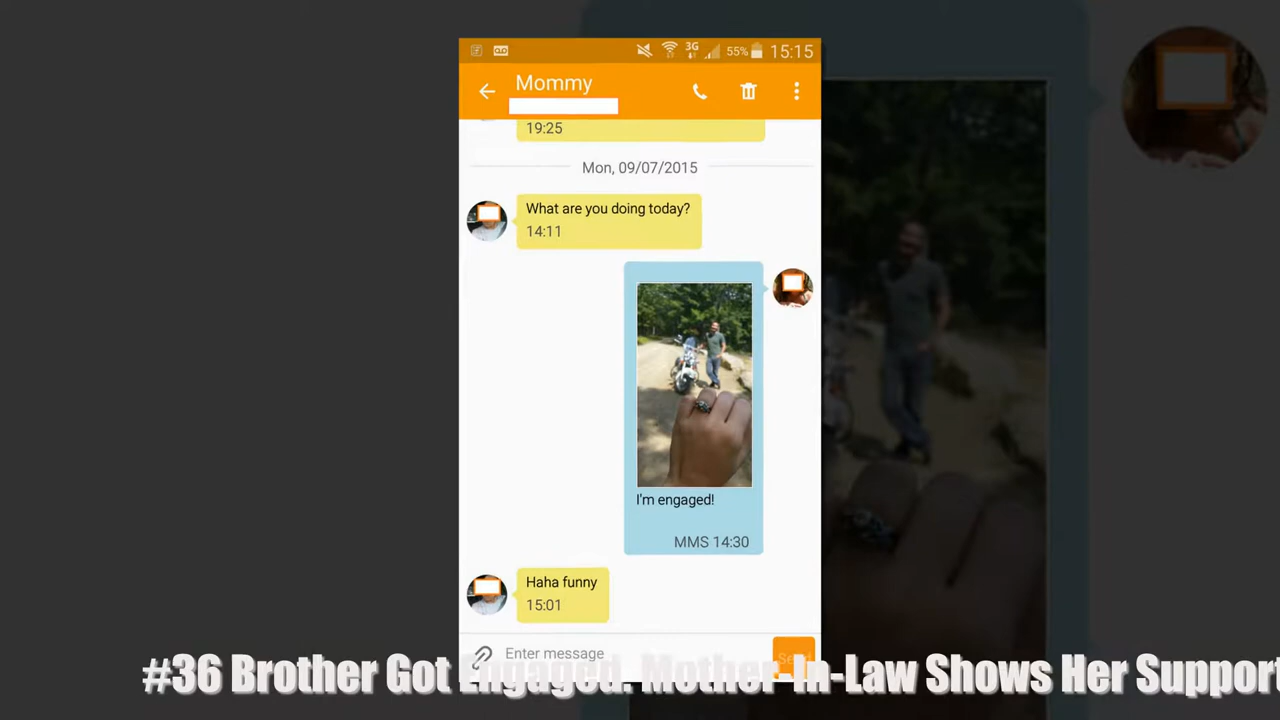 3G 55% 15:15
Mommy
19:25
Mon, 09/07/2015
What are you doing today?
14:11
I'm engaged!
MMS 14:30
Haha funny
15:01
Enter message
Send
#36 Brother Got Engaged. Mother-In-Law Shows Her Support